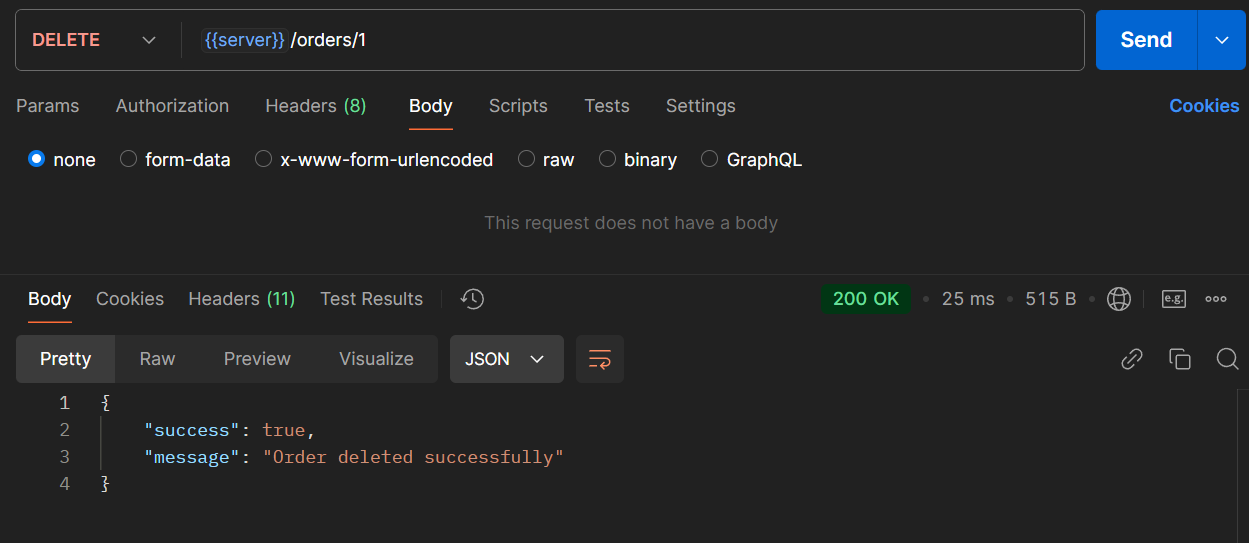 DELETE {{server}} /orders/1 Send
Params Authorization Headers (8) Body Scripts Tests Settings Cookies
none form-data x-www-form-urlencoded raw binary GraphQL
This request does not have a body
Body Cookies Headers (11) Test Results 200 OK 25 ms 515 B e.g.
Pretty Raw Preview Visualize JSON
1 {
2 "success": true,
3 "message": "Order deleted successfully"
4 }